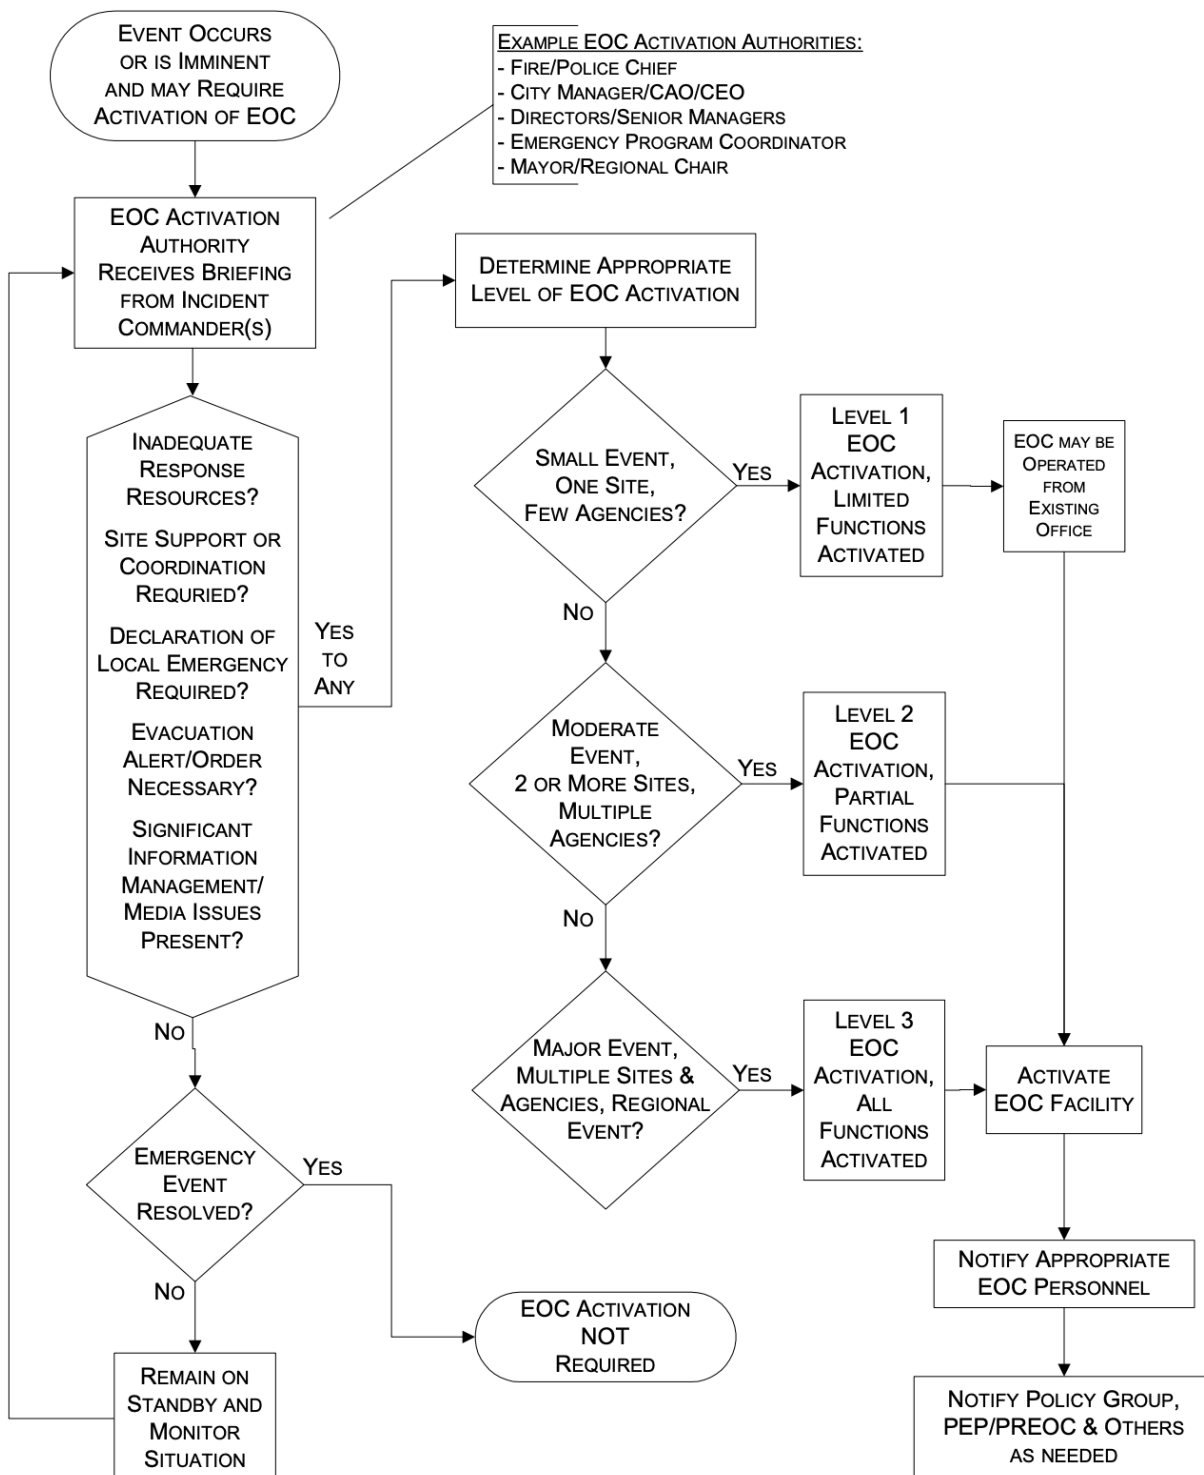 Event Occurs
or is Imminent
and may Require
Activation of EOC
Example EOC Activation Authorities:
- Fire/Police Chief
- City Manager/CAO/CEO
- Directors/Senior Managers
- Emergency Program Coordinator
- Mayor/Regional Chair
EOC Activation
Authority
Receives Briefing
from Incident
Commander(s)
Determine Appropriate
Level of EOC Activation
Inadequate
Response
Resources?
Site Support or
Coordination
Requried?
Declaration of
Local Emergency
Required?
Evacuation
Alert/Order
Necessary?
Significant
Information
Management/
Media Issues
Present?
Yes
to
Any
No
Small Event,
One Site,
Few Agencies?
Yes
Level 1
EOC
Activation,
Limited
Functions
Activated
EOC may be
Operated
from
Existing
Office
No
Moderate
Event,
2 or More Sites,
Multiple
Agencies?
Yes
Level 2
EOC
Activation,
Partial
Functions
Activated
No
Major Event,
Multiple Sites &
Agencies, Regional
Event?
Yes
Level 3
EOC
Activation,
All
Functions
Activated
Activate
EOC Facility
Emergency
Event
Resolved?
Yes
No
EOC Activation
NOT
Required
Notify Appropriate
EOC Personnel
Remain on
Standby and
Monitor
Situation
Notify Policy Group,
PEP/PREOC & Others
as needed